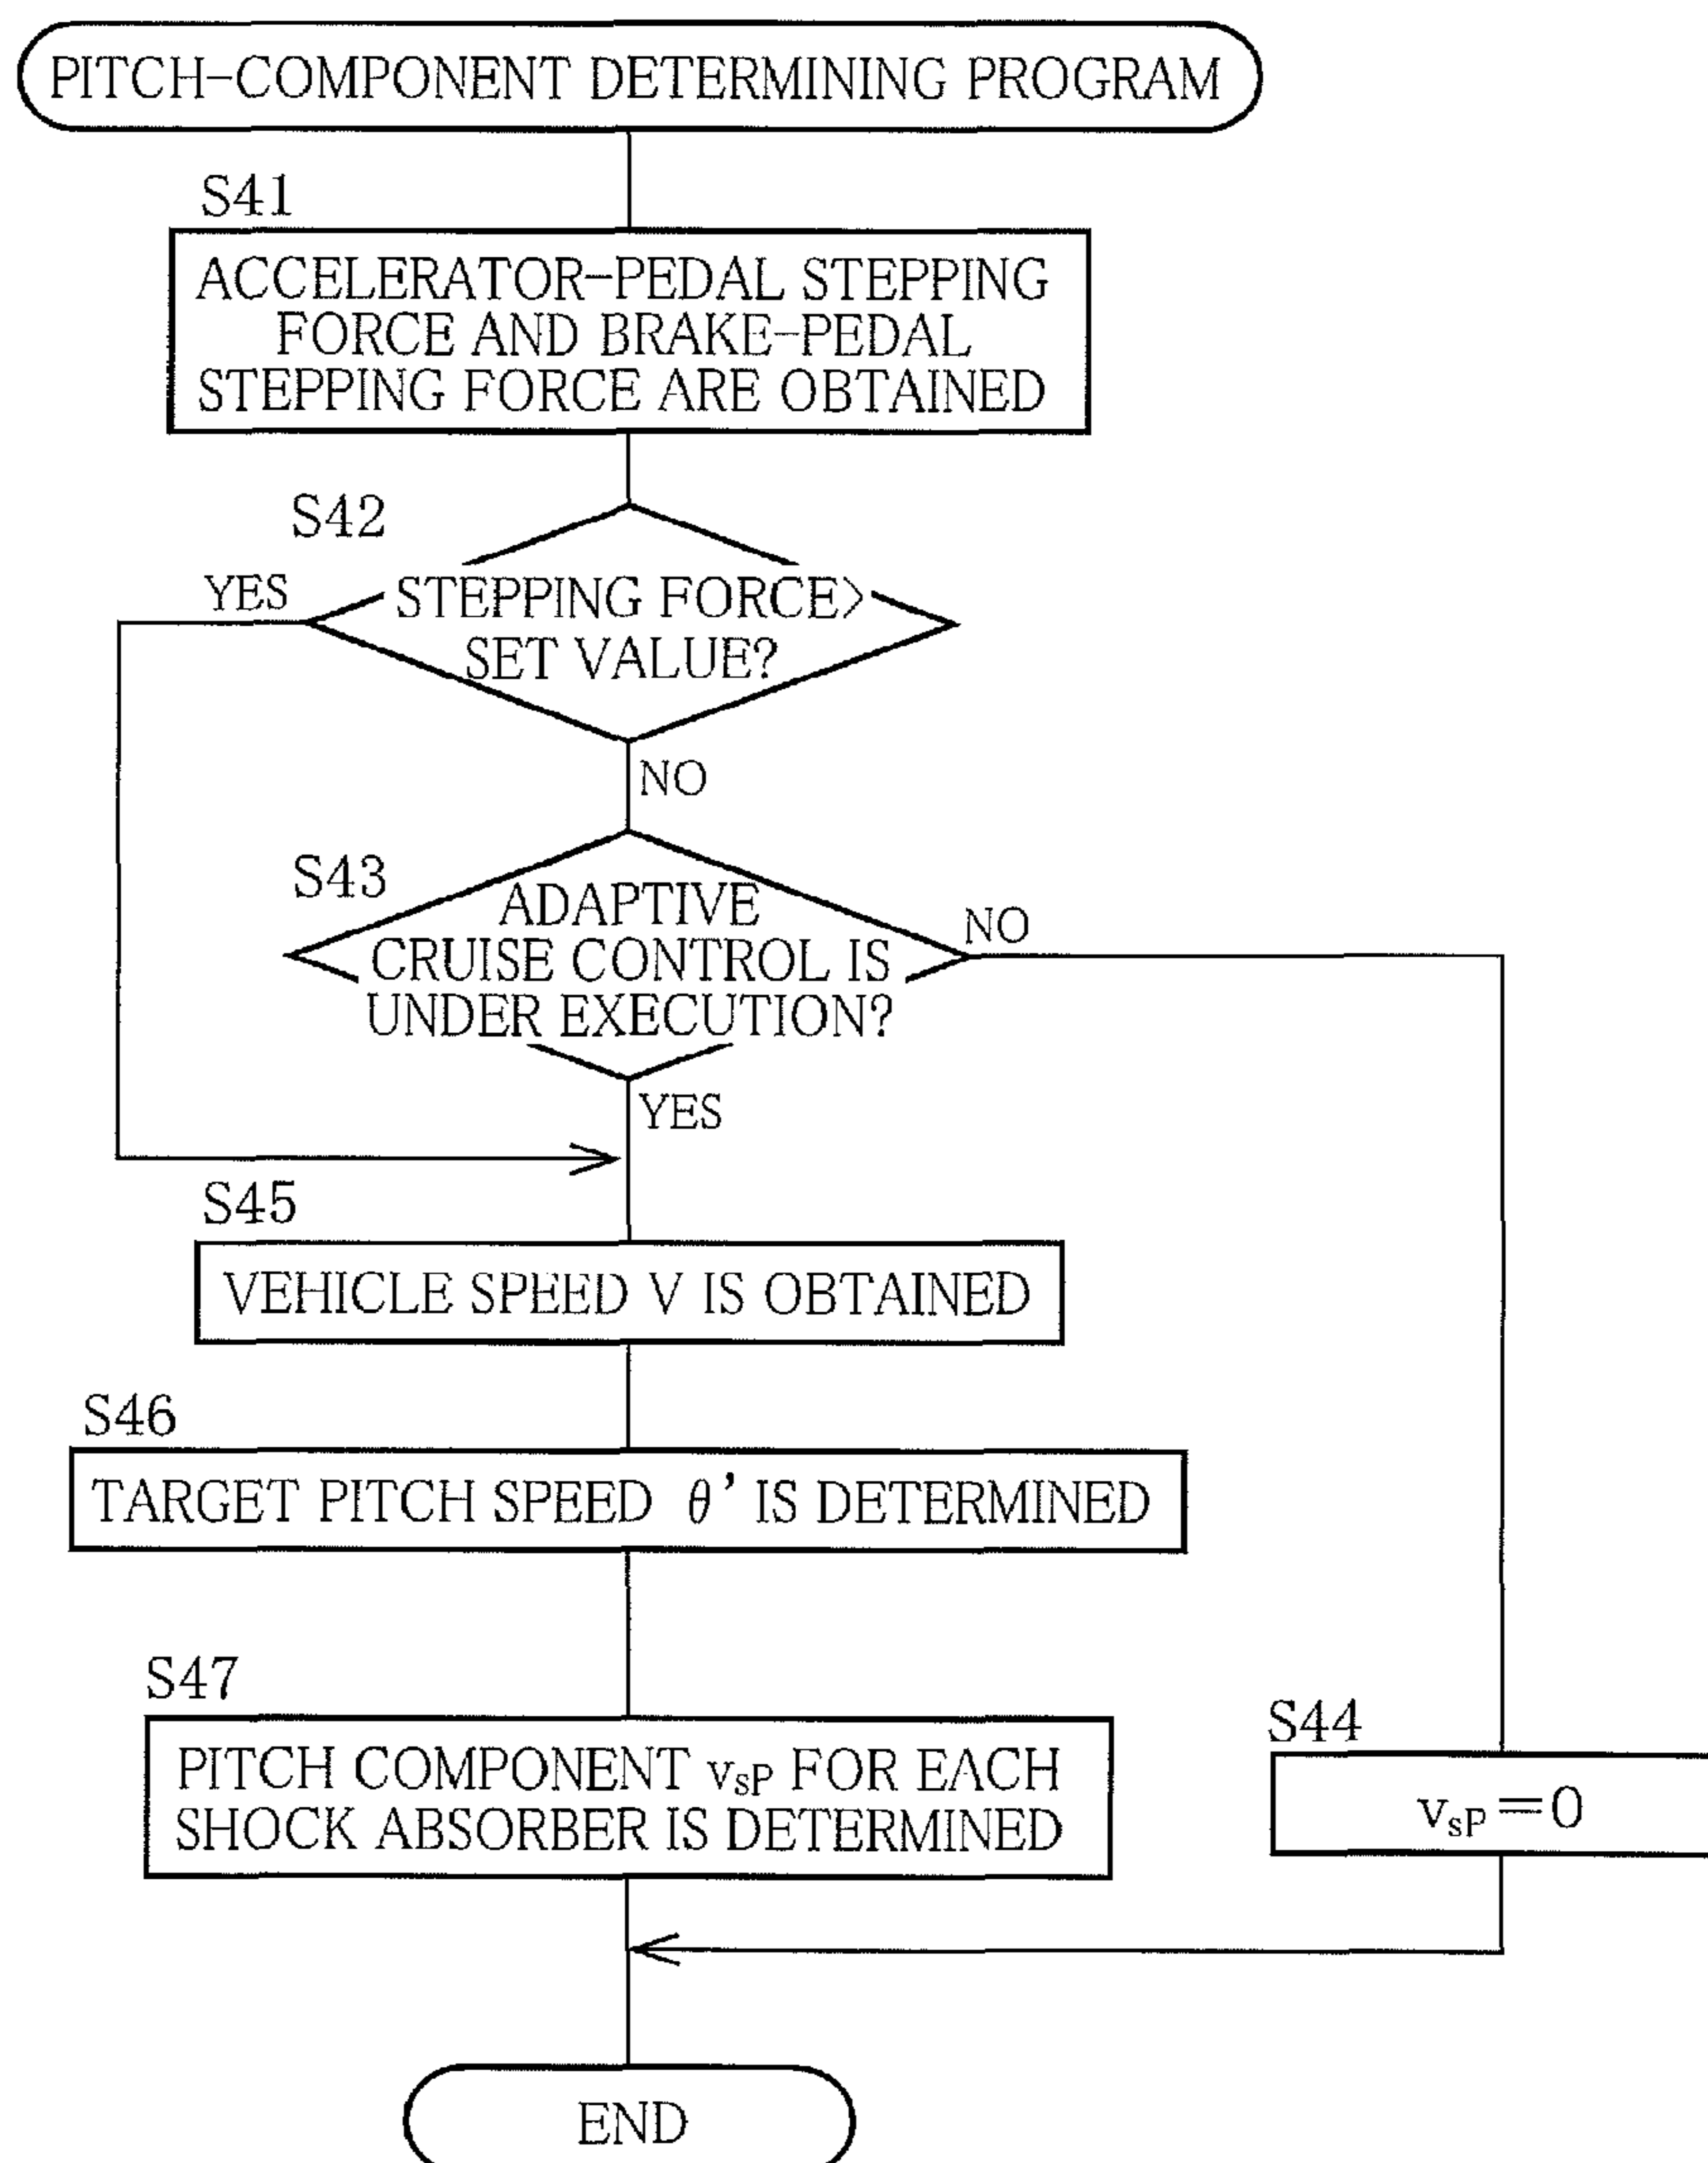 PITCH-COMPONENT DETERMINING PROGRAM
S41
ACCELERATOR-PEDAL STEPPING
FORCE AND BRAKE-PEDAL
STEPPING FORCE ARE OBTAINED
S42
YES
STEPPING FORCE>
SET VALUE?
NO
S43
ADAPTIVE
CRUISE CONTROL IS
UNDER EXECUTION?
NO
YES
S45
VEHICLE SPEED V IS OBTAINED
S46
TARGET PITCH SPEED θ' IS DETERMINED
S47
PITCH COMPONENT vsP FOR EACH
SHOCK ABSORBER IS DETERMINED
S44
vsP=0
END